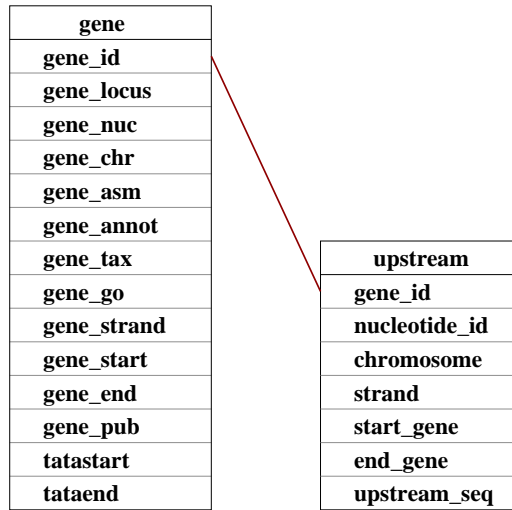 gene
gene_id
gene_locus
gene_nuc
gene_chr
gene_asm
gene_annot
gene_tax
gene_go
gene_strand
gene_start
gene_end
gene_pub
tatastart
tataend
upstream
gene_id
nucleotide_id
chromosome
strand
start_gene
end_gene
upstream_seq